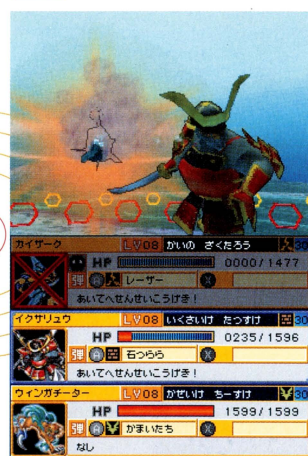 カイザーク LV08 かいの さくたろう 30
HP 0000/1477
弾 A レーザー X
あいてへせんせいこうげき！
イクサリュウ LV08 いくさいけ たつすけ 30
HP 0235/1596
弾 A 石つらら X
あいてへせんせいこうげき！
ウィンガチーター LV08 かぜいけ ちーすけ 30
HP 1599/1599
弾 A かまいたち X
なし